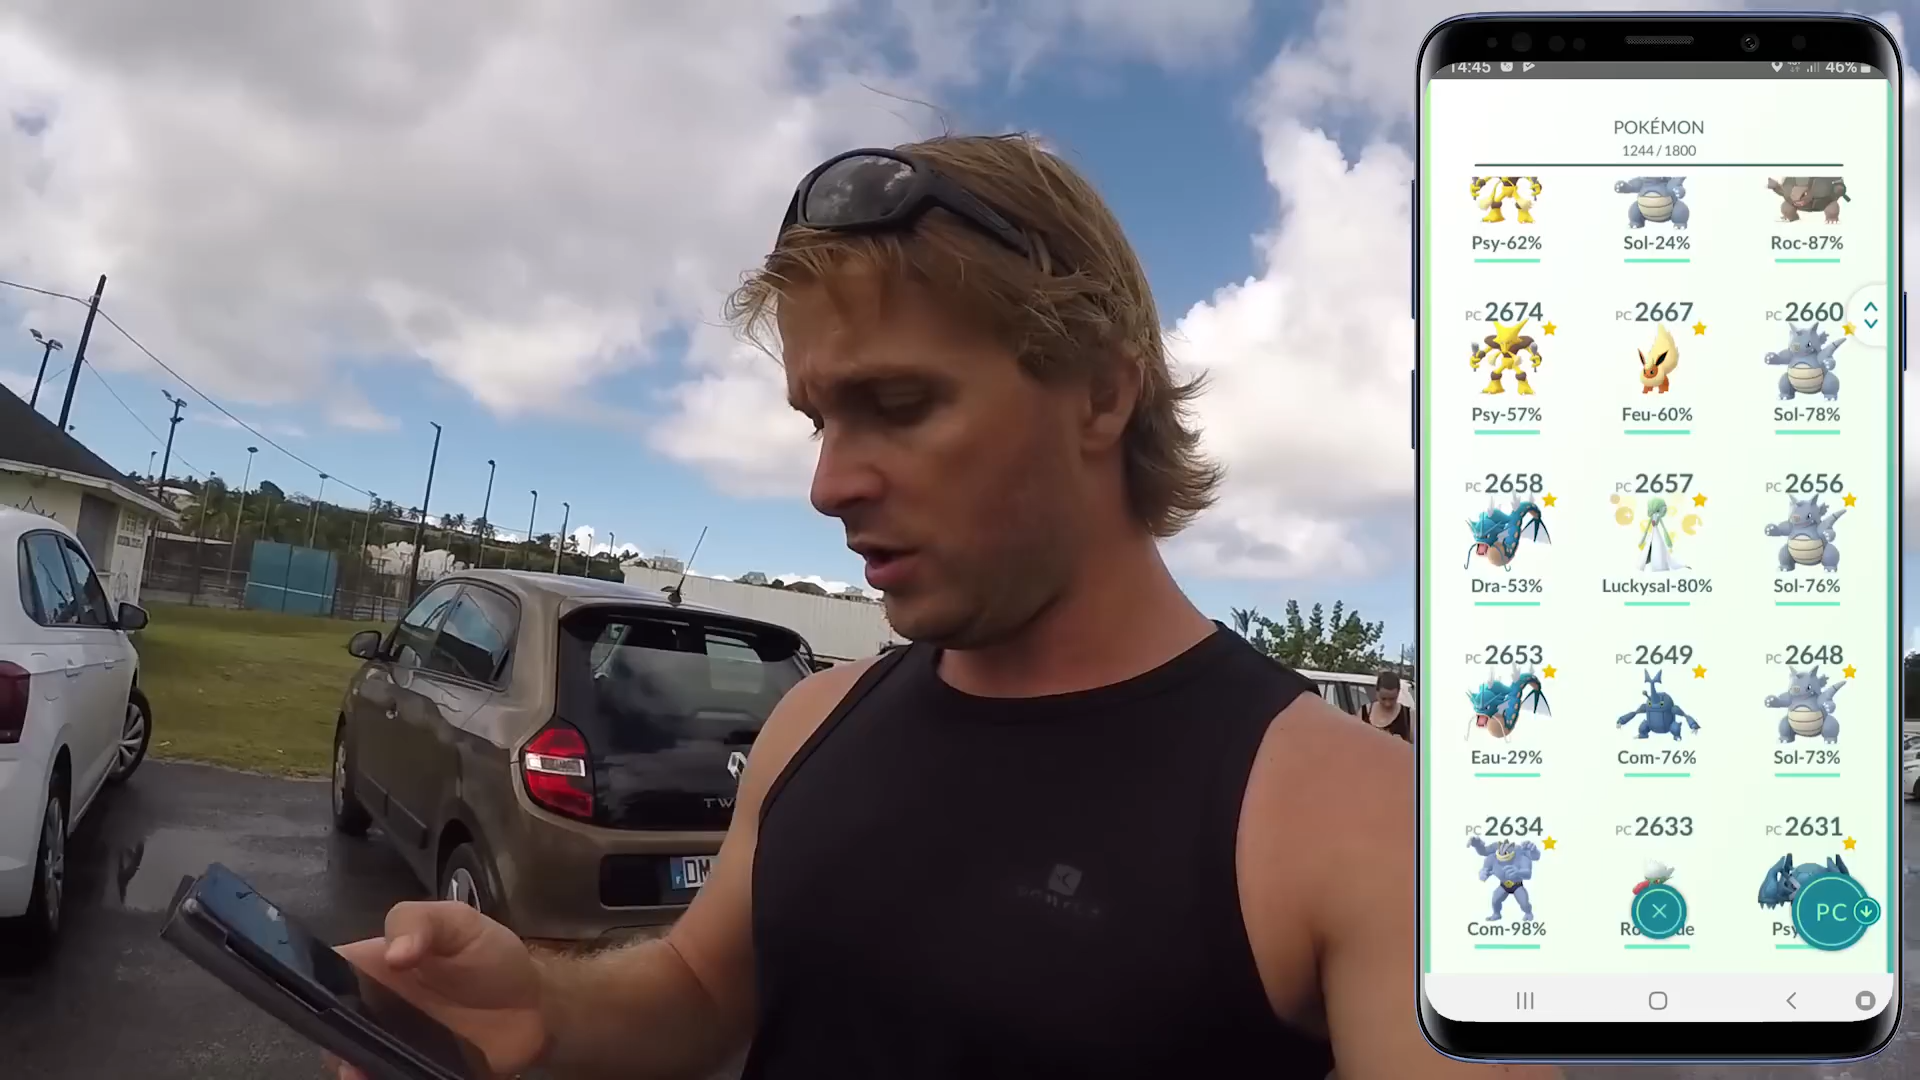 14:45 46%
POKÉMON
1244 / 1800
Psy-62% Sol-24% Roc-87%
PC 2674 PC 2667 PC 2660
Psy-57% Feu-60% Sol-78%
PC 2658 PC 2657 PC 2656
Dra-53% Luckysal-80% Sol-76%
PC 2653 PC 2649 PC 2648
Eau-29% Com-76% Sol-73%
PC 2634 PC 2633 PC 2631
Com-98%
PC
TW
DM